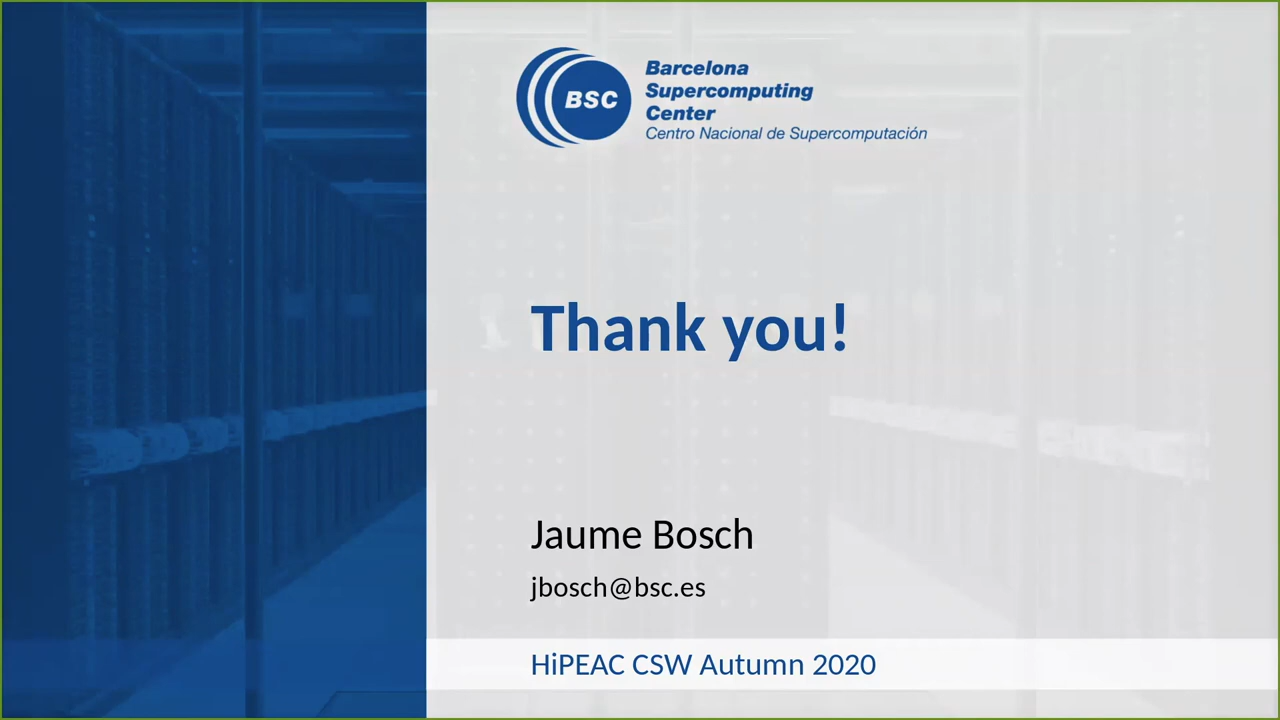 BSC
Barcelona
Supercomputing
Center
Centro Nacional de Supercomputación
Thank you!
Jaume Bosch
jbosch@bsc.es
HiPEAC CSW Autumn 2020